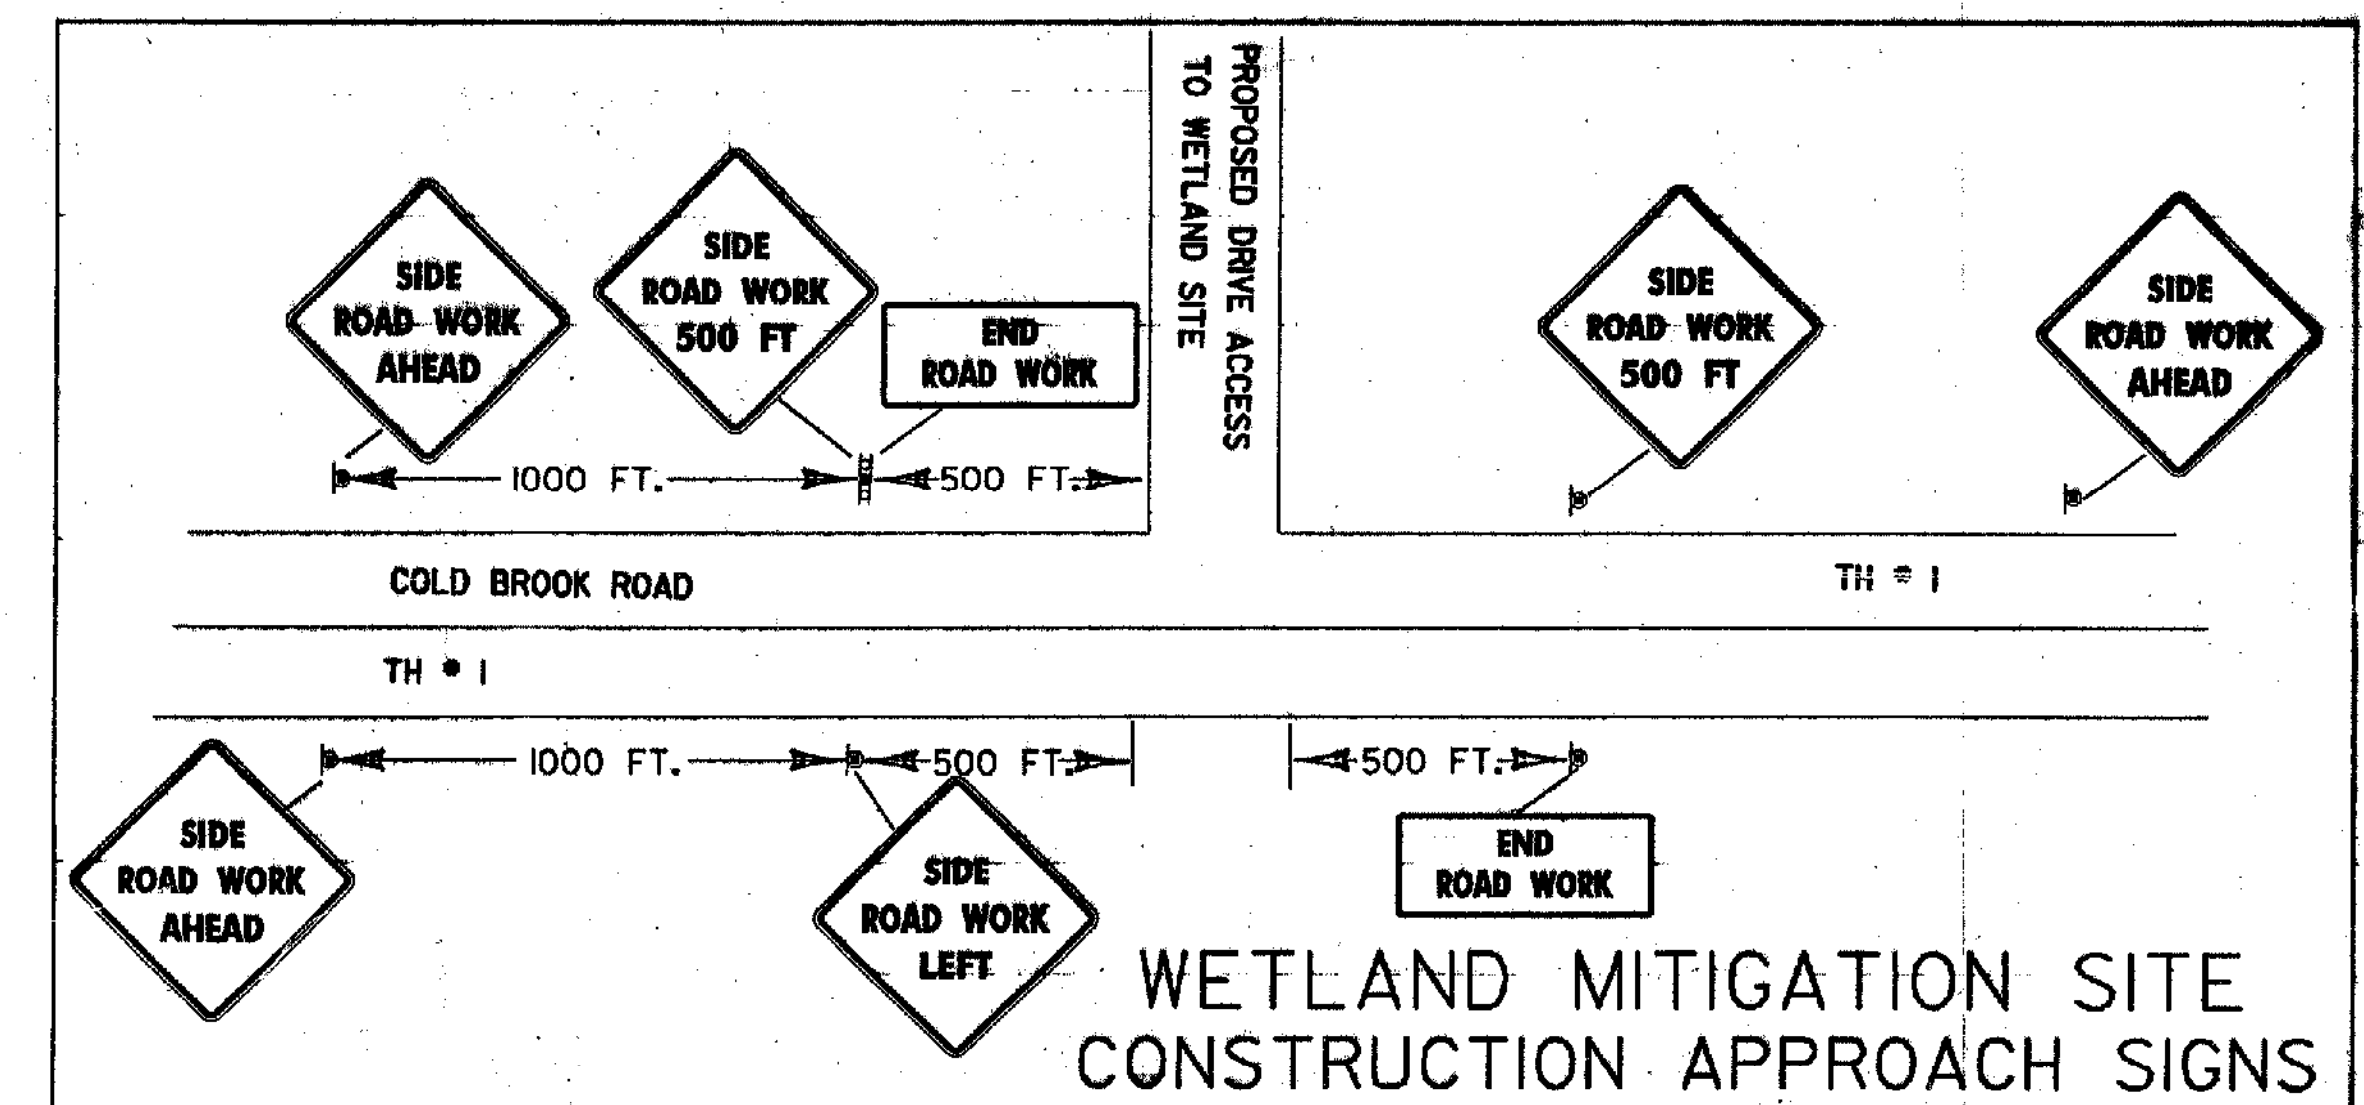 PROPOSED DRIVE ACCESS
TO WETLAND SITE
SIDE
ROAD WORK
AHEAD
SIDE
ROAD WORK
500 FT
END
ROAD WORK
SIDE
ROAD WORK
500 FT
SIDE
ROAD WORK
AHEAD
1000 FT.
500 FT.
COLD BROOK ROAD
TH # 1
TH # 1
1000 FT.
500 FT.
500 FT.
SIDE
ROAD WORK
AHEAD
SIDE
ROAD WORK
LEFT
END
ROAD WORK
WETLAND MITIGATION SITE
CONSTRUCTION APPROACH SIGNS